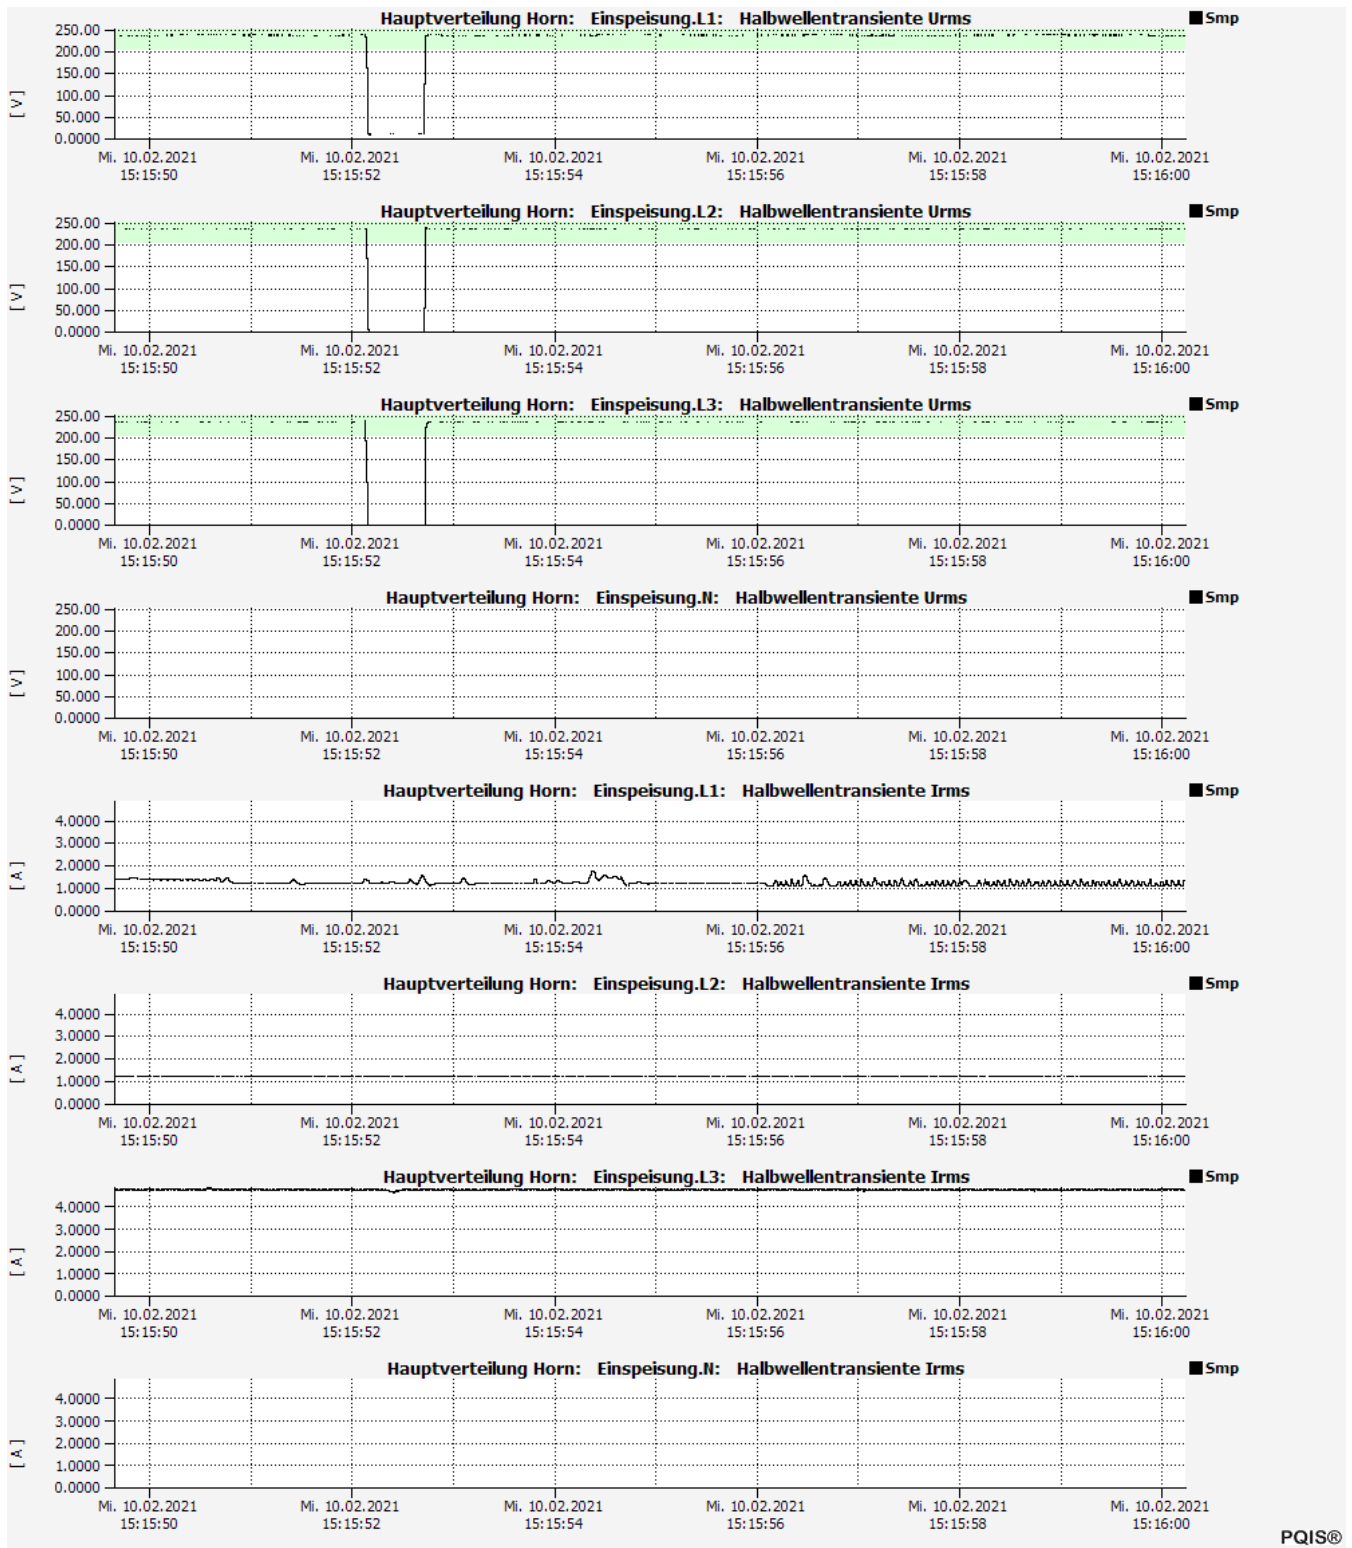 Hauptverteilung Horn: Einspeisung.L1: Halbwellentransiente Urms
Smp
[ V ]
250.00
200.00
150.00
100.00
50.000
0.0000
Mi. 10.02.2021 Mi. 10.02.2021 Mi. 10.02.2021 Mi. 10.02.2021 Mi. 10.02.2021 Mi. 10.02.2021
15:15:50 15:15:52 15:15:54 15:15:56 15:15:58 15:16:00
Hauptverteilung Horn: Einspeisung.L2: Halbwellentransiente Urms
Smp
[ V ]
250.00
200.00
150.00
100.00
50.000
0.0000
Mi. 10.02.2021 Mi. 10.02.2021 Mi. 10.02.2021 Mi. 10.02.2021 Mi. 10.02.2021 Mi. 10.02.2021
15:15:50 15:15:52 15:15:54 15:15:56 15:15:58 15:16:00
Hauptverteilung Horn: Einspeisung.L3: Halbwellentransiente Urms
Smp
[ V ]
250.00
200.00
150.00
100.00
50.000
0.0000
Mi. 10.02.2021 Mi. 10.02.2021 Mi. 10.02.2021 Mi. 10.02.2021 Mi. 10.02.2021 Mi. 10.02.2021
15:15:50 15:15:52 15:15:54 15:15:56 15:15:58 15:16:00
Hauptverteilung Horn: Einspeisung.N: Halbwellentransiente Urms
Smp
[ V ]
250.00
200.00
150.00
100.00
50.000
0.0000
Mi. 10.02.2021 Mi. 10.02.2021 Mi. 10.02.2021 Mi. 10.02.2021 Mi. 10.02.2021 Mi. 10.02.2021
15:15:50 15:15:52 15:15:54 15:15:56 15:15:58 15:16:00
Hauptverteilung Horn: Einspeisung.L1: Halbwellentransiente Irms
Smp
[ A ]
4.0000
3.0000
2.0000
1.0000
0.0000
Mi. 10.02.2021 Mi. 10.02.2021 Mi. 10.02.2021 Mi. 10.02.2021 Mi. 10.02.2021 Mi. 10.02.2021
15:15:50 15:15:52 15:15:54 15:15:56 15:15:58 15:16:00
Hauptverteilung Horn: Einspeisung.L2: Halbwellentransiente Irms
Smp
[ A ]
4.0000
3.0000
2.0000
1.0000
0.0000
Mi. 10.02.2021 Mi. 10.02.2021 Mi. 10.02.2021 Mi. 10.02.2021 Mi. 10.02.2021 Mi. 10.02.2021
15:15:50 15:15:52 15:15:54 15:15:56 15:15:58 15:16:00
Hauptverteilung Horn: Einspeisung.L3: Halbwellentransiente Irms
Smp
[ A ]
4.0000
3.0000
2.0000
1.0000
0.0000
Mi. 10.02.2021 Mi. 10.02.2021 Mi. 10.02.2021 Mi. 10.02.2021 Mi. 10.02.2021 Mi. 10.02.2021
15:15:50 15:15:52 15:15:54 15:15:56 15:15:58 15:16:00
Hauptverteilung Horn: Einspeisung.N: Halbwellentransiente Irms
Smp
[ A ]
4.0000
3.0000
2.0000
1.0000
0.0000
Mi. 10.02.2021 Mi. 10.02.2021 Mi. 10.02.2021 Mi. 10.02.2021 Mi. 10.02.2021 Mi. 10.02.2021
15:15:50 15:15:52 15:15:54 15:15:56 15:15:58 15:16:00
PQIS®